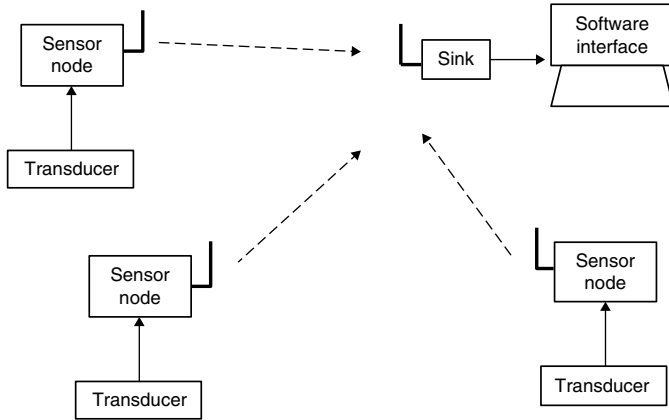 Sensor
node
Sink
Software
interface
Transducer
Sensor
node
Transducer
Sensor
node
Transducer